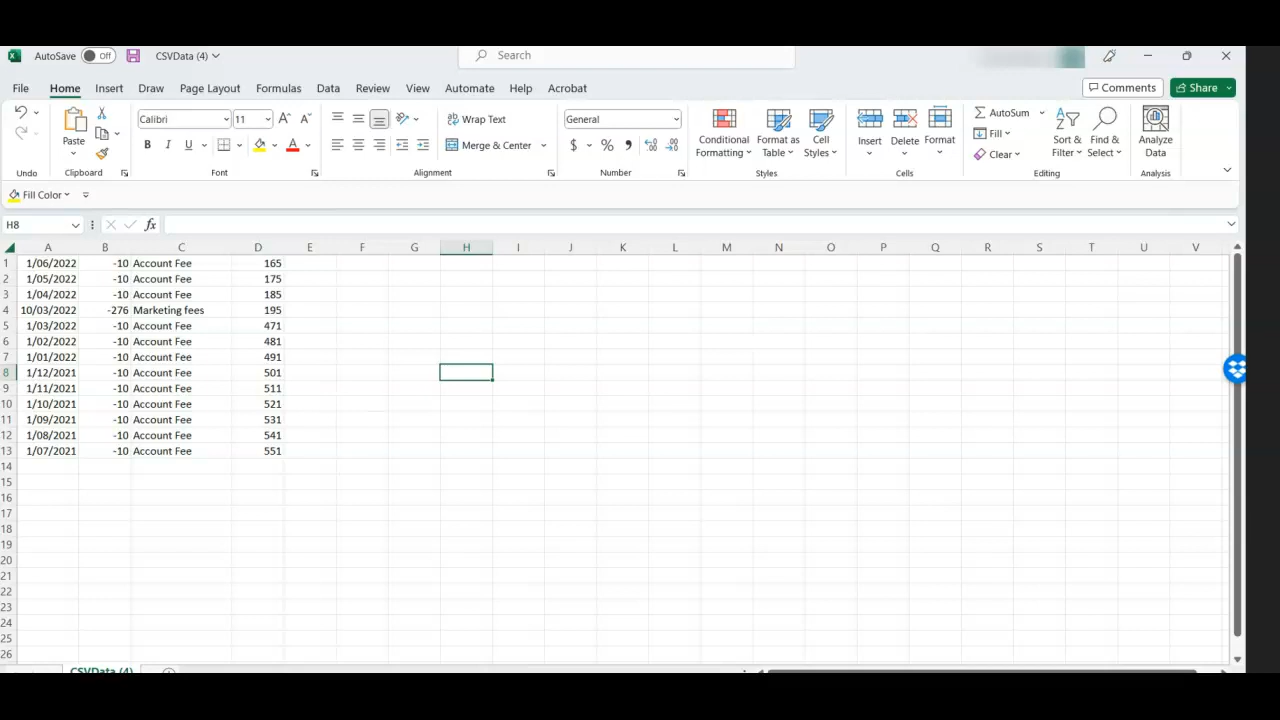 AutoSave Off CSVData (4) Search
File Home Insert Draw Page Layout Formulas Data Review View Automate Help Acrobat Comments Share
Calibri 11 A A Wrap Text General AutoSum
Paste B I U A Merge & Center $ % Conditional Formatting Format as Table Cell Styles Insert Delete Format Fill Clear Sort & Filter Find & Select Analyze Data
Undo Clipboard Font Alignment Number Styles Cells Editing Analysis
Fill Color
H8 fx
A B C D E F G H I J K L M N O P Q R S T U V
1 1/06/2022 -10 Account Fee 165
2 1/05/2022 -10 Account Fee 175
3 1/04/2022 -10 Account Fee 185
4 10/03/2022 -276 Marketing fees 195
5 1/03/2022 -10 Account Fee 471
6 1/02/2022 -10 Account Fee 481
7 1/01/2022 -10 Account Fee 491
8 1/12/2021 -10 Account Fee 501
9 1/11/2021 -10 Account Fee 511
10 1/10/2021 -10 Account Fee 521
11 1/09/2021 -10 Account Fee 531
12 1/08/2021 -10 Account Fee 541
13 1/07/2021 -10 Account Fee 551
14
15
16
17
18
19
20
21
22
23
24
25
26
CSVData (4)